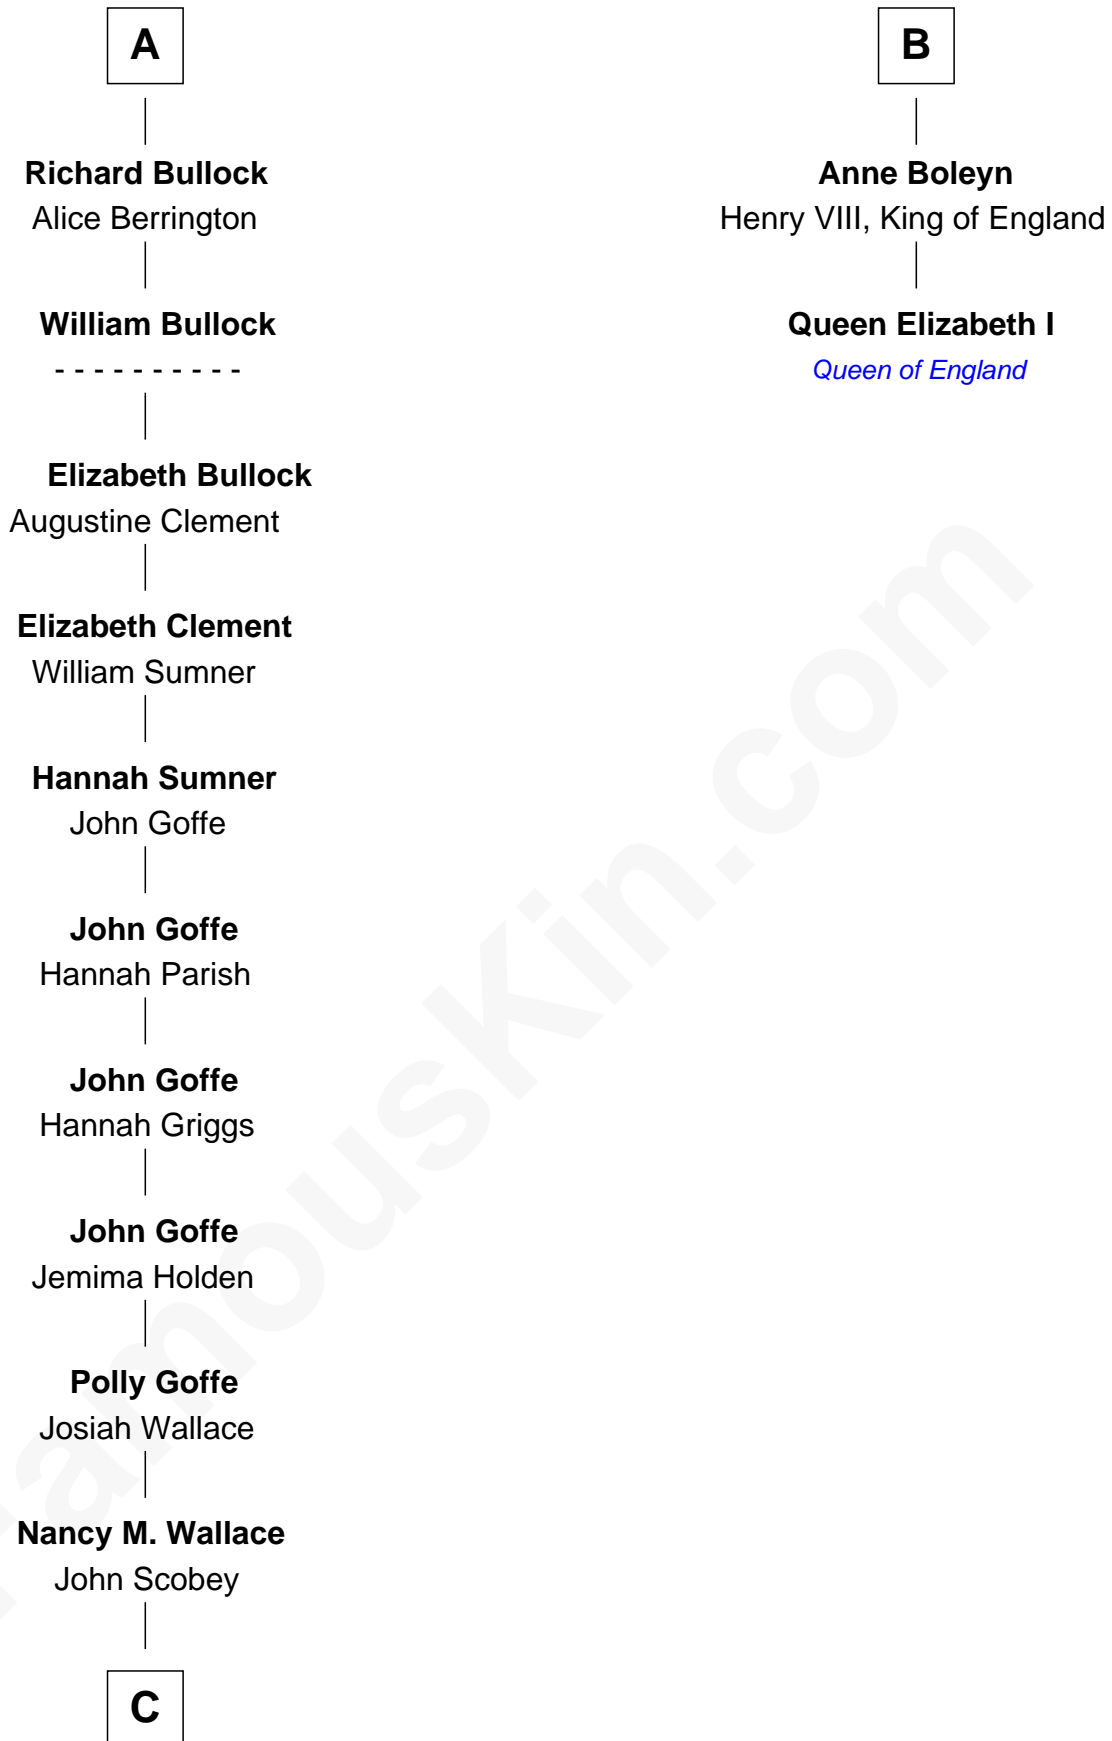 A
Richard Bullock
Alice Berrington
William Bullock
- - - - - - - - - -
Elizabeth Bullock
Augustine Clement
Elizabeth Clement
William Sumner
Hannah Sumner
John Goffe
John Goffe
Hannah Parish
John Goffe
Hannah Griggs
John Goffe
Jemima Holden
Polly Goffe
Josiah Wallace
Nancy M. Wallace
John Scobey
C
B
Anne Boleyn
Henry VIII, King of England
Queen Elizabeth I
Queen of England
FamousKin.com